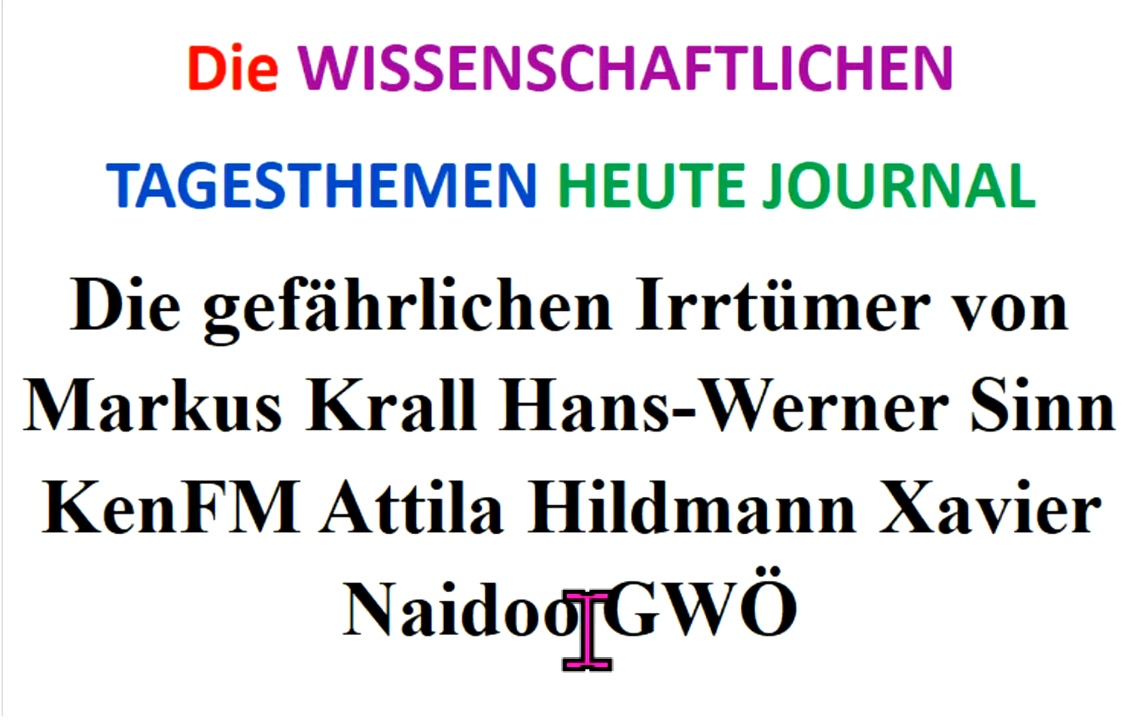 Die WISSENSCHAFTLICHEN
TAGESTHEMEN HEUTE JOURNAL
Die gefährlichen Irrtümer von
Markus Krall Hans-Werner Sinn
KenFM Attila Hildmann Xavier
Naidoo GWÖ